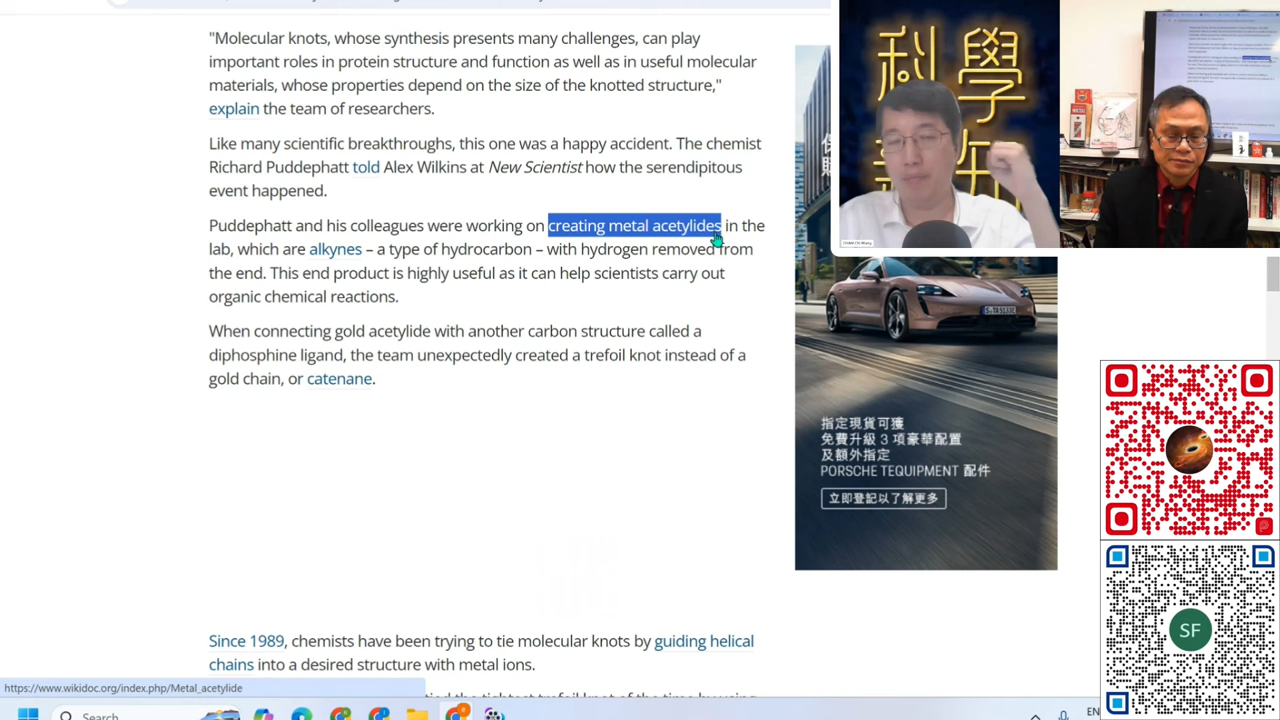 "Molecular knots, whose synthesis presents many challenges, can play
important roles in protein structure and function as well as in useful molecular
materials, whose properties depend on the size of the knotted structure,"
explain the team of researchers.
Like many scientific breakthroughs, this one was a happy accident. The chemist
Richard Puddephatt told Alex Wilkins at New Scientist how the serendipitous
event happened.
Puddephatt and his colleagues were working on creating metal acetylides in the
lab, which are alkynes – a type of hydrocarbon – with hydrogen removed from
the end. This end product is highly useful as it can help scientists carry out
organic chemical reactions.
When connecting gold acetylide with another carbon structure called a
diphosphine ligand, the team unexpectedly created a trefoil knot instead of a
gold chain, or catenane.
Since 1989, chemists have been trying to tie molecular knots by guiding helical
chains into a desired structure with metal ions.
https://www.wikidoc.org/index.php/Metal_acetylide
Search
EN
科學
指定現貨可獲
免費升級 3 項豪華配置
及額外指定
PORSCHE TEQUIPMENT 配件
立即登記以了解更多
SF